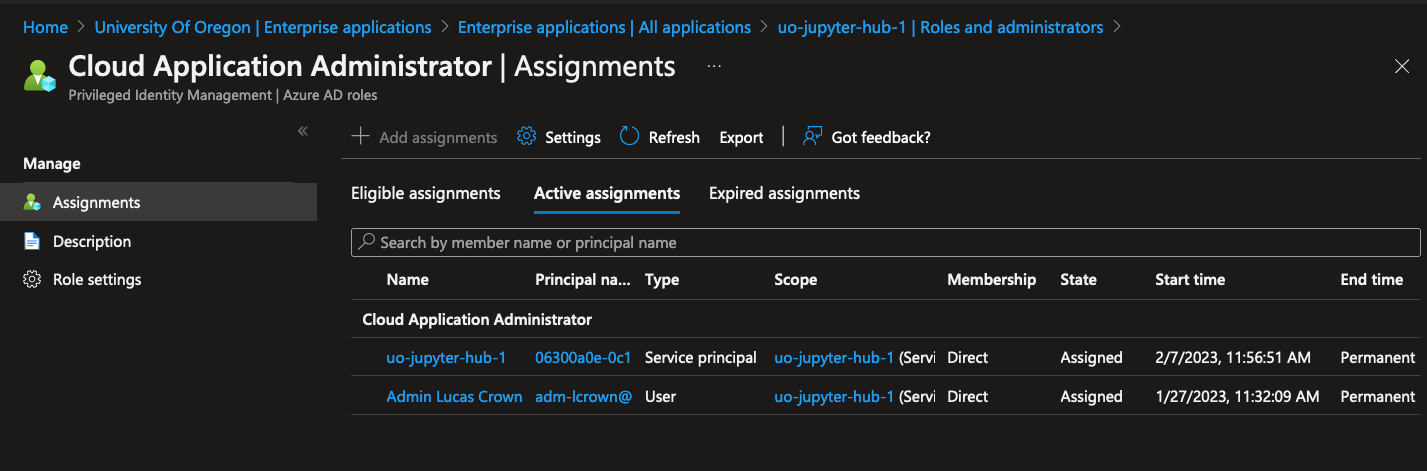 Home > University Of Oregon | Enterprise applications > Enterprise applications | All applications > uo-jupyter-hub-1 | Roles and administrators >
Cloud Application Administrator | Assignments ...
Privileged Identity Management | Azure AD roles
«
+ Add assignments Settings Refresh Export | Got feedback?
Manage
Assignments
Description
Role settings
Eligible assignments Active assignments Expired assignments
Search by member name or principal name
Name Principal na... Type Scope Membership State Start time End time
Cloud Application Administrator
uo-jupyter-hub-1 06300a0e-0c1 Service principal uo-jupyter-hub-1 (Servi Direct Assigned 2/7/2023, 11:56:51 AM Permanent
Admin Lucas Crown adm-lcrown@ User uo-jupyter-hub-1 (Servi Direct Assigned 1/27/2023, 11:32:09 AM Permanent